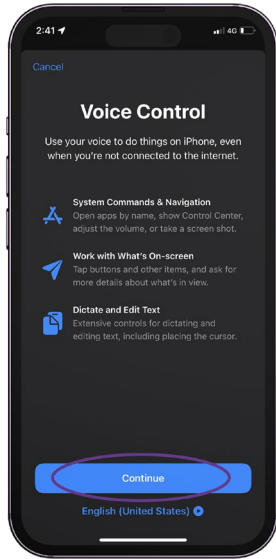 2:41
4G
Cancel
Voice Control
Use your voice to do things on iPhone, even
when you're not connected to the internet.
System Commands & Navigation
Open apps by name, show Control Center,
adjust the volume, or take a screen shot.
Work with What's On-screen
Tap buttons and other items, and ask for
more details about what's in view.
Dictate and Edit Text
Extensive controls for dictating and
editing text, including placing the cursor.
Continue
English (United States)